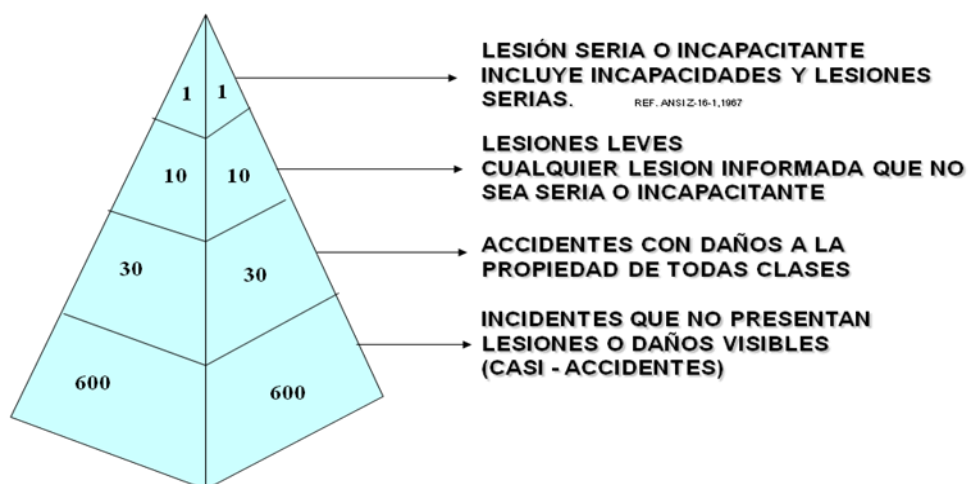 1 1
LESIÓN SERIA O INCAPACITANTE
INCLUYE INCAPACIDADES Y LESIONES
SERIAS. REF. ANSI Z-16-1,1967
10 10
LESIONES LEVES
CUALQUIER LESION INFORMADA QUE NO
SEA SERIA O INCAPACITANTE
30 30
ACCIDENTES CON DAÑOS A LA
PROPIEDAD DE TODAS CLASES
600 600
INCIDENTES QUE NO PRESENTAN
LESIONES O DAÑOS VISIBLES
(CASI - ACCIDENTES)